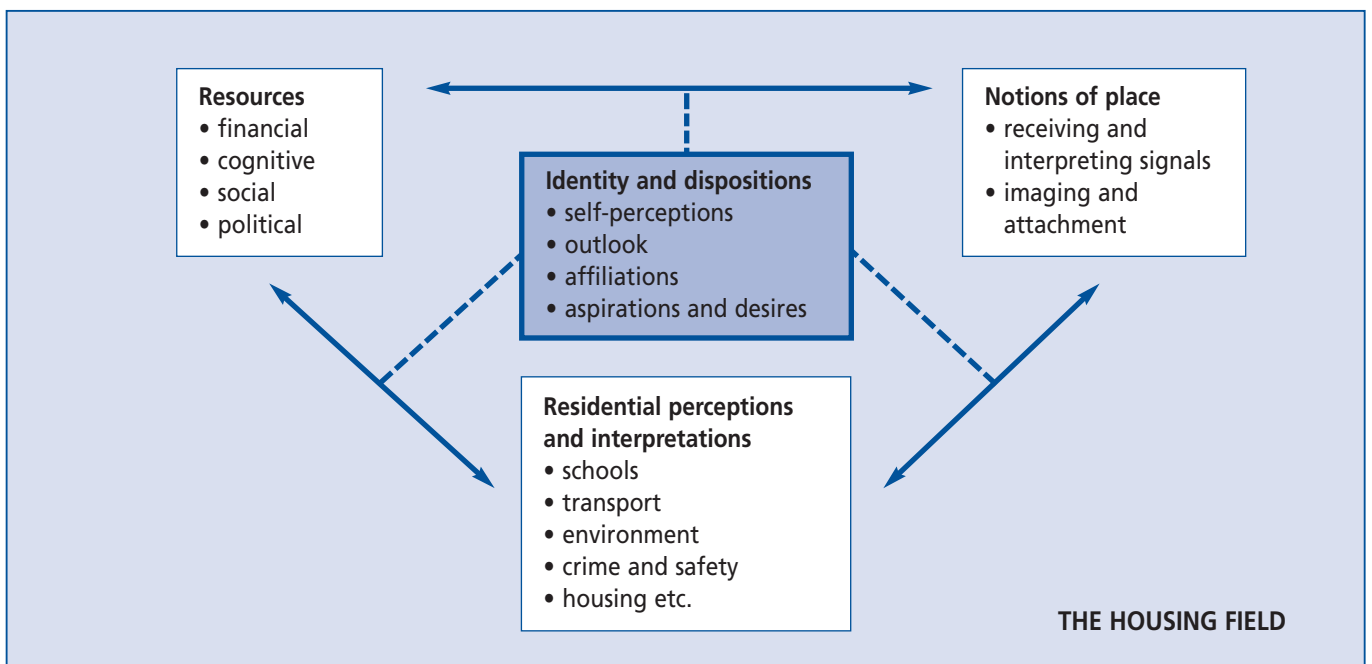 Resources
• financial
• cognitive
• social
• political
Notions of place
• receiving and
interpreting signals
• imaging and
attachment
Identity and dispositions
• self-perceptions
• outlook
• affiliations
• aspirations and desires
Residential perceptions
and interpretations
• schools
• transport
• environment
• crime and safety
• housing etc.
THE HOUSING FIELD